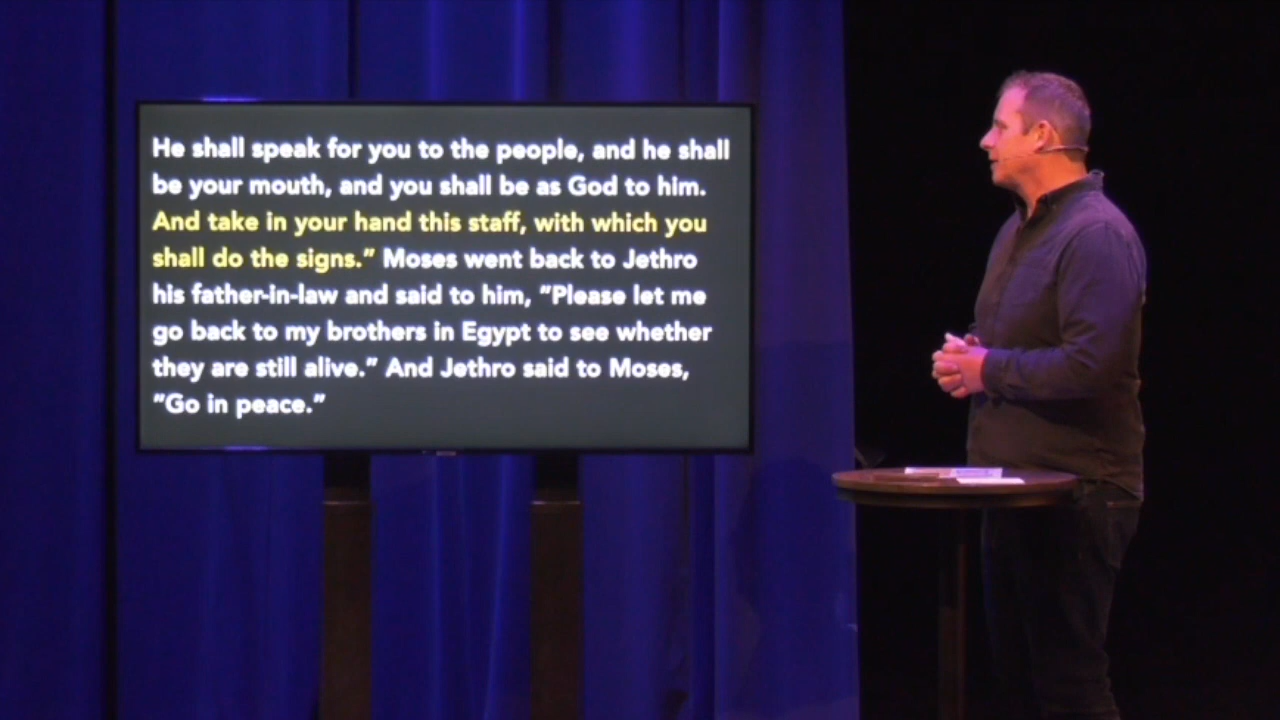 He shall speak for you to the people, and he shall
be your mouth, and you shall be as God to him.
And take in your hand this staff, with which you
shall do the signs.” Moses went back to Jethro
his father-in-law and said to him, “Please let me
go back to my brothers in Egypt to see whether
they are still alive.” And Jethro said to Moses,
“Go in peace.”